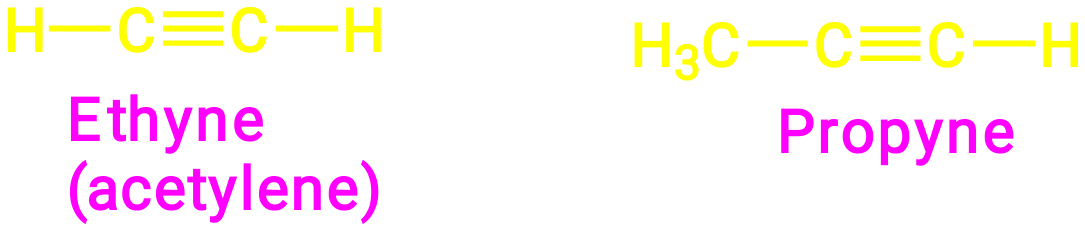 H—C≡C—H
Ethyne
(acetylene)
H₃C—C≡C—H
Propyne